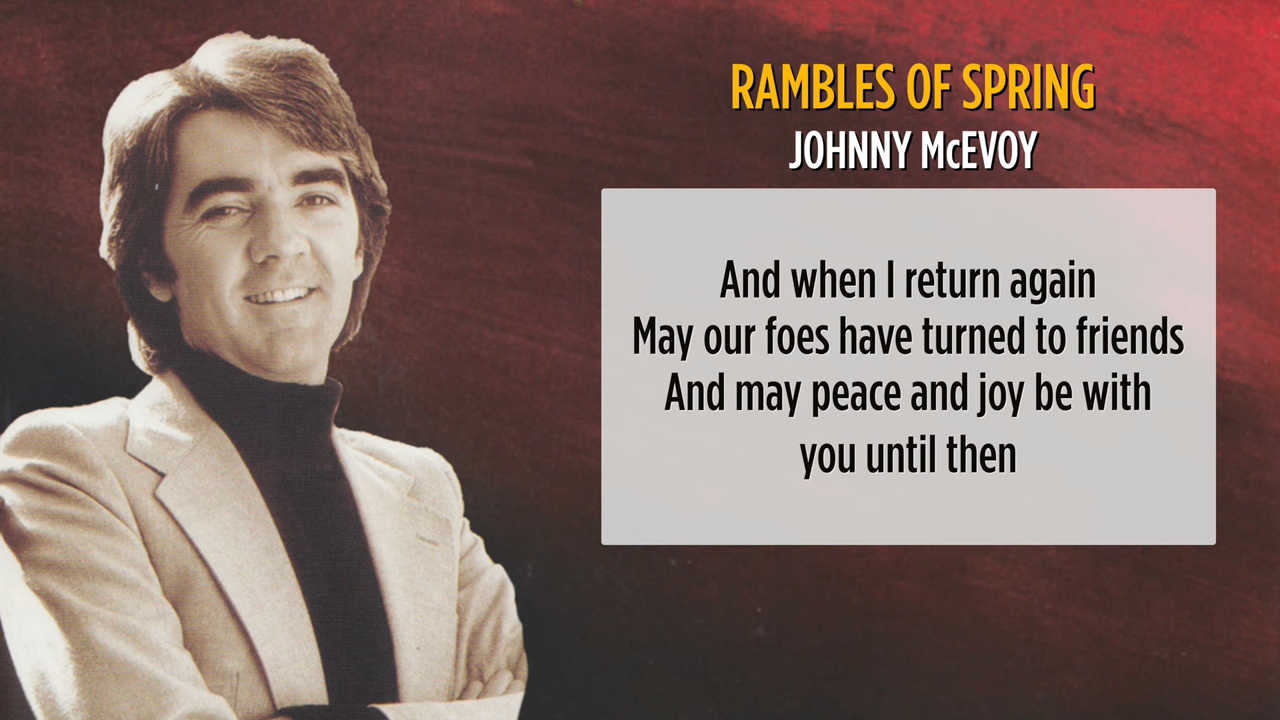 RAMBLES OF SPRING
JOHNNY McEVOY
And when I return again
May our foes have turned to friends
And may peace and joy be with
you until then